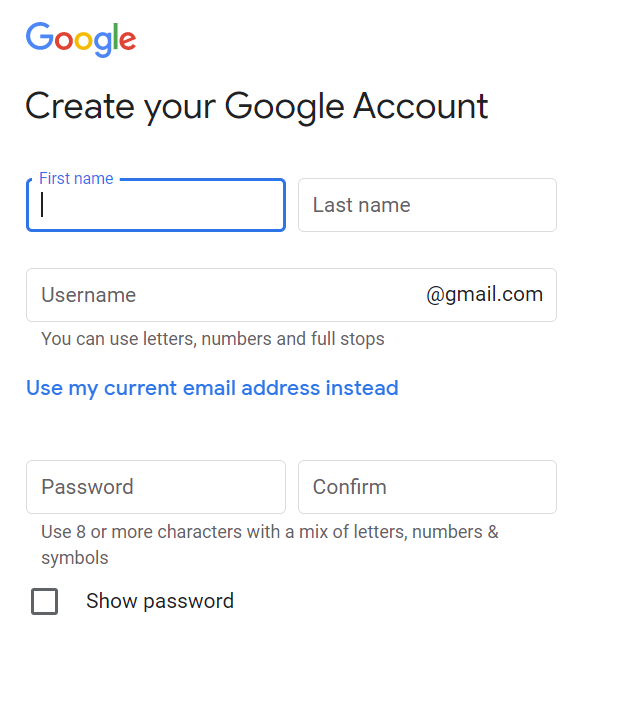 Google
Create your Google Account
First name
Last name
Username @gmail.com
You can use letters, numbers and full stops
Use my current email address instead
Password
Confirm
Use 8 or more characters with a mix of letters, numbers &
symbols
Show password